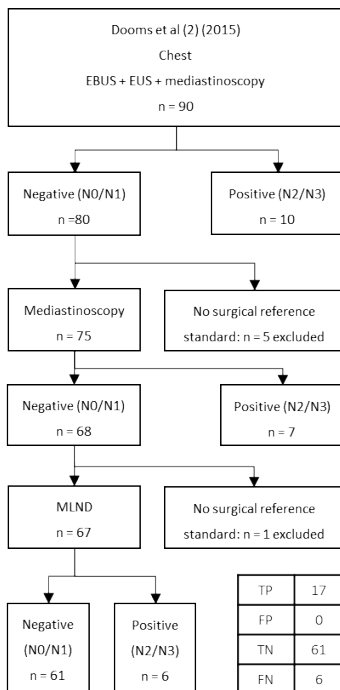 Dooms et al (2) (2015)
Chest
EBUS + EUS + mediastinoscopy
n = 90
Negative (N0/N1)
n =80
Positive (N2/N3)
n = 10
Mediastinoscopy
n = 75
No surgical reference
standard: n = 5 excluded
Negative (N0/N1)
n = 68
Positive (N2/N3)
n = 7
MLND
n = 67
No surgical reference
standard: n = 1 excluded
Negative
(N0/N1)
n = 61
Positive
(N2/N3)
n = 6
TP 17
FP 0
TN 61
FN 6